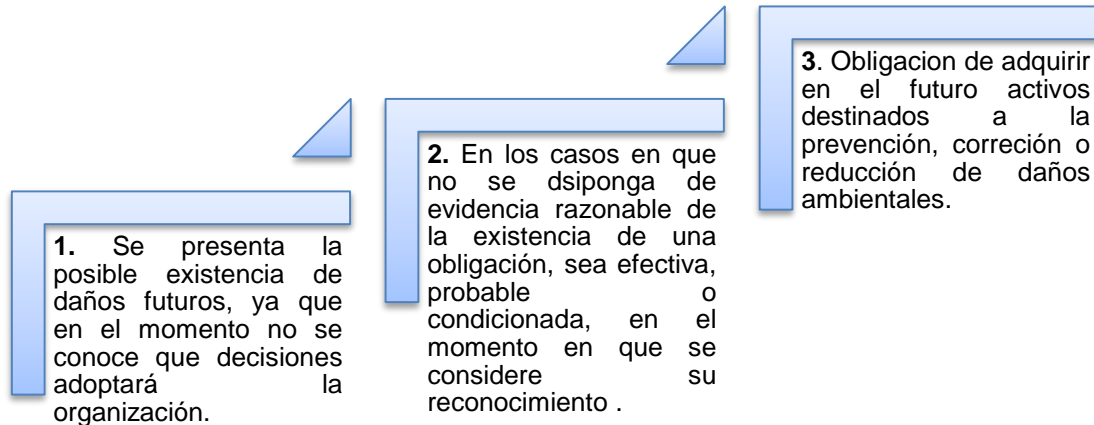 1. Se presenta la
posible existencia de
daños futuros, ya que
en el momento no se
conoce que decisiones
adoptará la
organización.
2. En los casos en que
no se dsiponga de
evidencia razonable de
la existencia de una
obligación, sea efectiva,
probable o
condicionada, en el
momento en que se
considere su
reconocimiento .
3. Obligacion de adquirir
en el futuro activos
destinados a la
prevención, correción o
reducción de daños
ambientales.